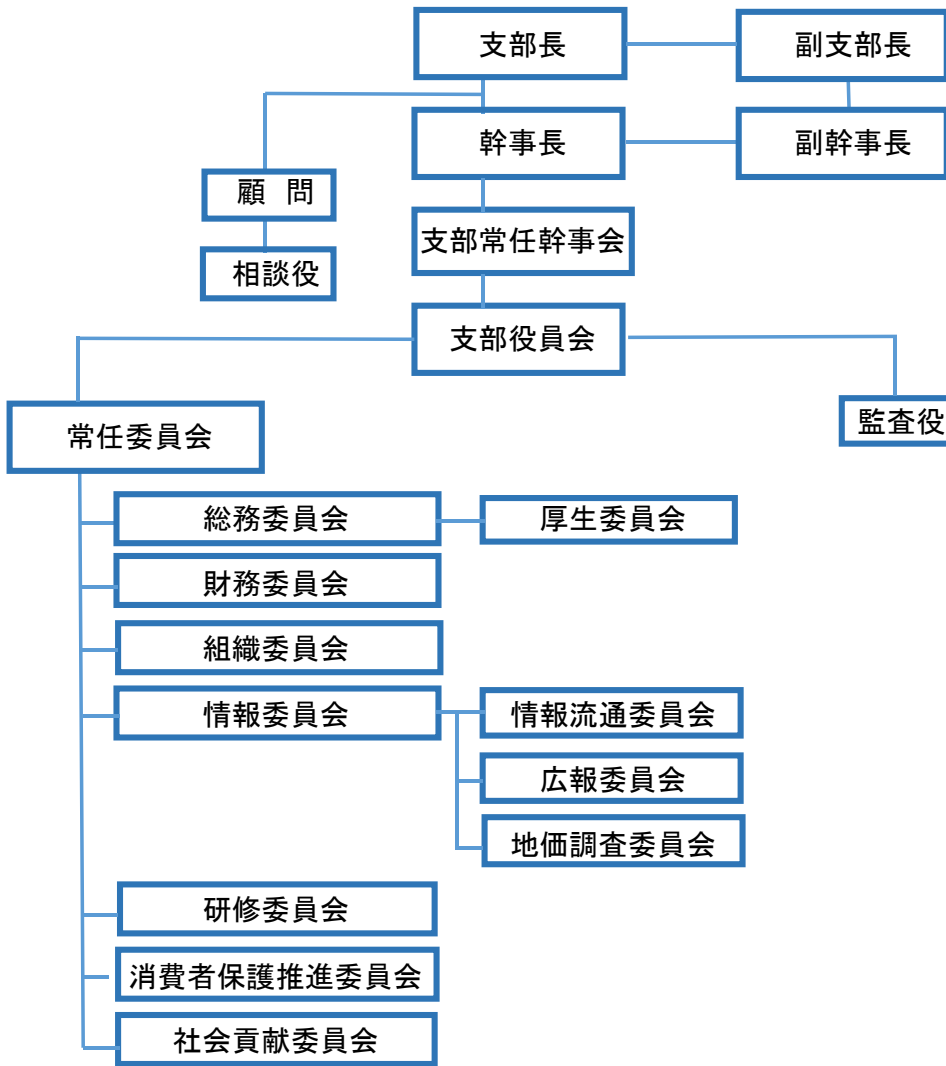 支部長
副支部長
幹事長
副幹事長
顧 問
支部常任幹事会
相談役
支部役員会
常任委員会
監査役
総務委員会
厚生委員会
財務委員会
組織委員会
情報委員会
情報流通委員会
広報委員会
地価調査委員会
研修委員会
消費者保護推進委員会
社会貢献委員会